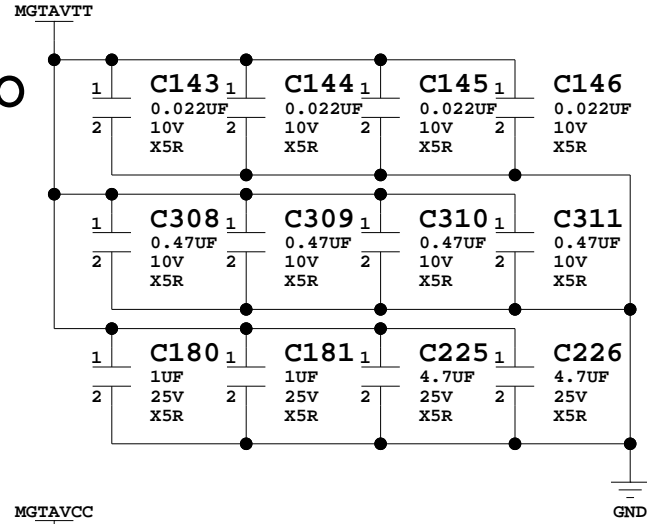 MGTAVTT
O
1 C143 1 C144 1 C145 1 C146
0.022UF 0.022UF 0.022UF 0.022UF
2 10V 2 10V 2 10V 2 10V
X5R X5R X5R X5R
1 C308 1 C309 1 C310 1 C311
0.47UF 0.47UF 0.47UF 0.47UF
2 10V 2 10V 2 10V 2 10V
X5R X5R X5R X5R
1 C180 1 C181 1 C225 1 C226
1UF 1UF 4.7UF 4.7UF
2 25V 2 25V 2 25V 2 25V
X5R X5R X5R X5R
MGTAVCC GND